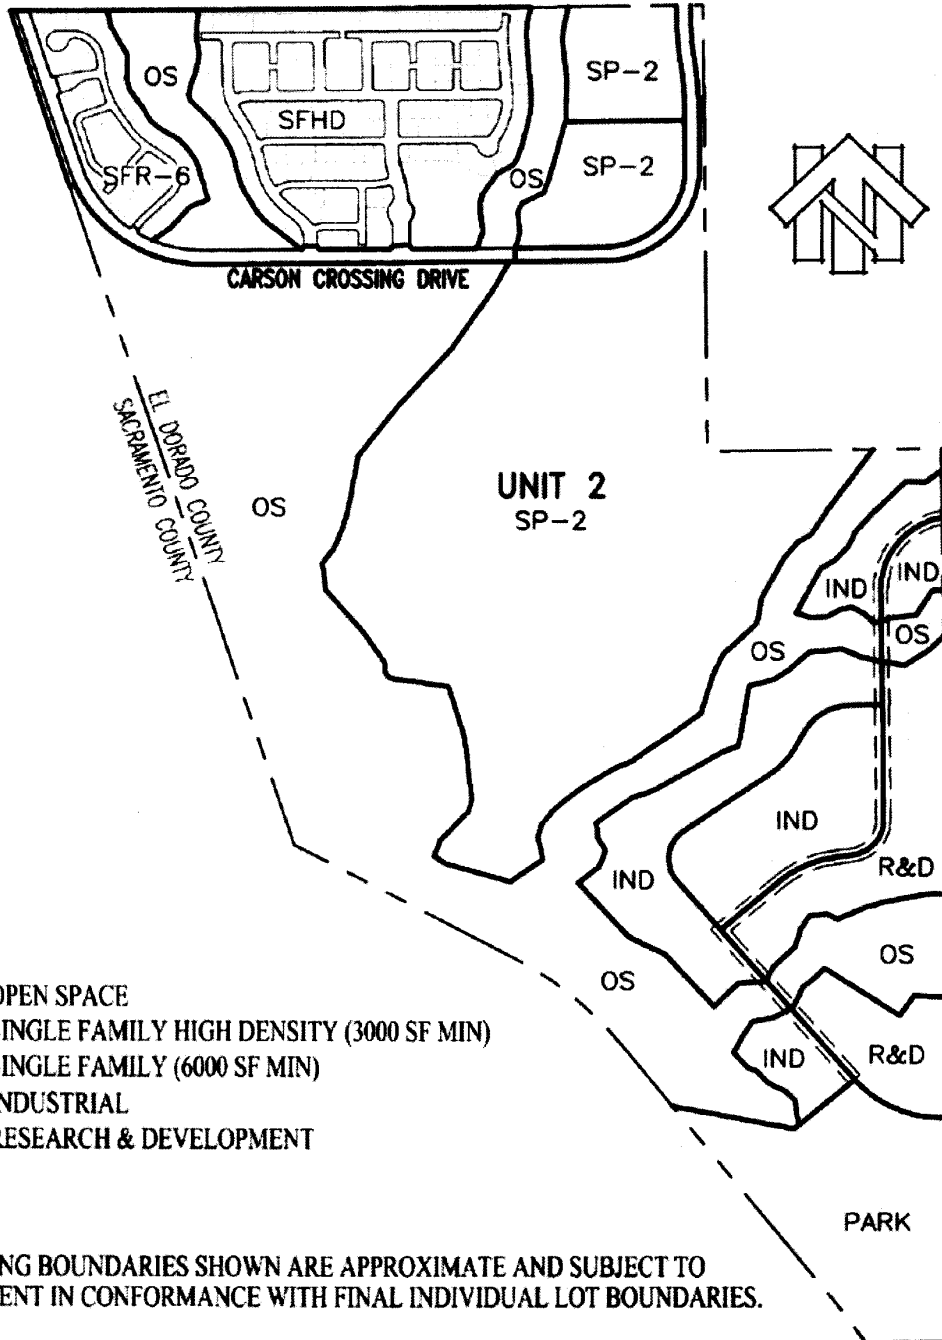 OS
SP-2
SFHD
SFR-6
OS
SP-2
CARSON CROSSING DRIVE
EL DORADO COUNTY
SACRAMENTO COUNTY
OS
UNIT 2
SP-2
IND
IND
OS
OS
IND
R&D
IND
OS
OS
IND
R&D
PARK
OPEN SPACE
INGLE FAMILY HIGH DENSITY (3000 SF MIN)
INGLE FAMILY (6000 SF MIN)
NDUSTRIAL
RESEARCH & DEVELOPMENT
NG BOUNDARIES SHOWN ARE APPROXIMATE AND SUBJECT TO
ENT IN CONFORMANCE WITH FINAL INDIVIDUAL LOT BOUNDARIES.